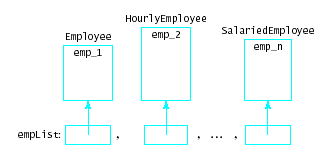 Employee
HourlyEmployee
SalariedEmployee
emp_1
emp_2
emp_n
empList: , , ... ,